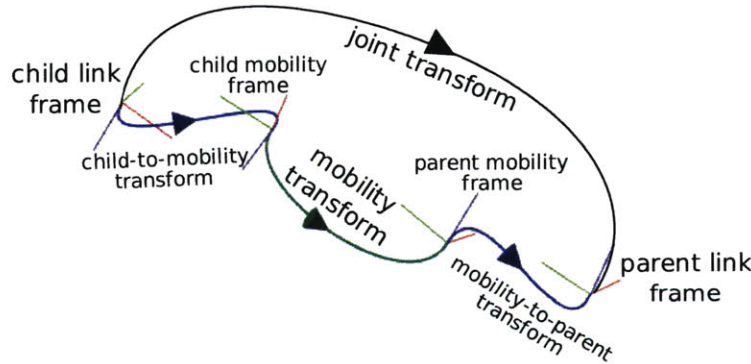 joint transform
child link
frame
child mobility
frame
child-to-mobility
transform
mobility
transform
parent mobility
frame
mobility-to-parent
transform
parent link
frame